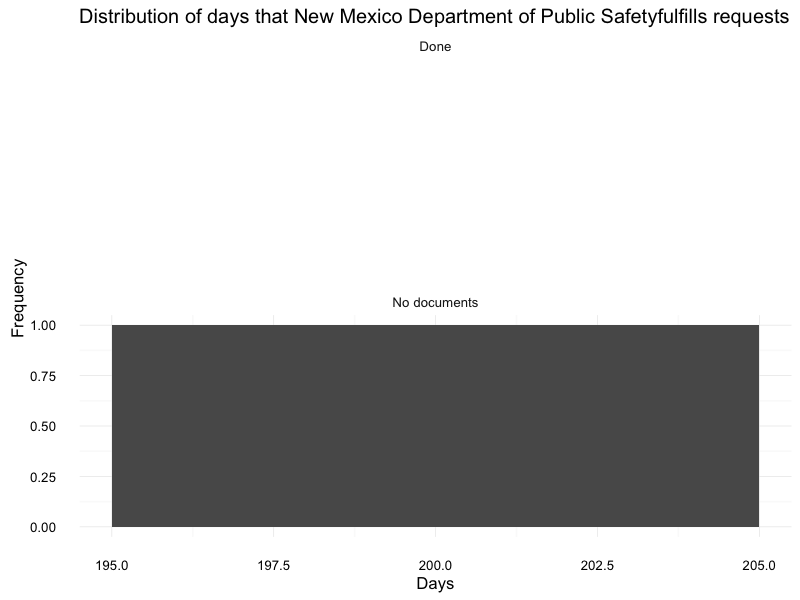 Distribution of days that New Mexico Department of Public Safetyfulfills requests
Done
No documents
Frequency
1.00
0.75
0.50
0.25
0.00
195.0 197.5 200.0 202.5 205.0
Days